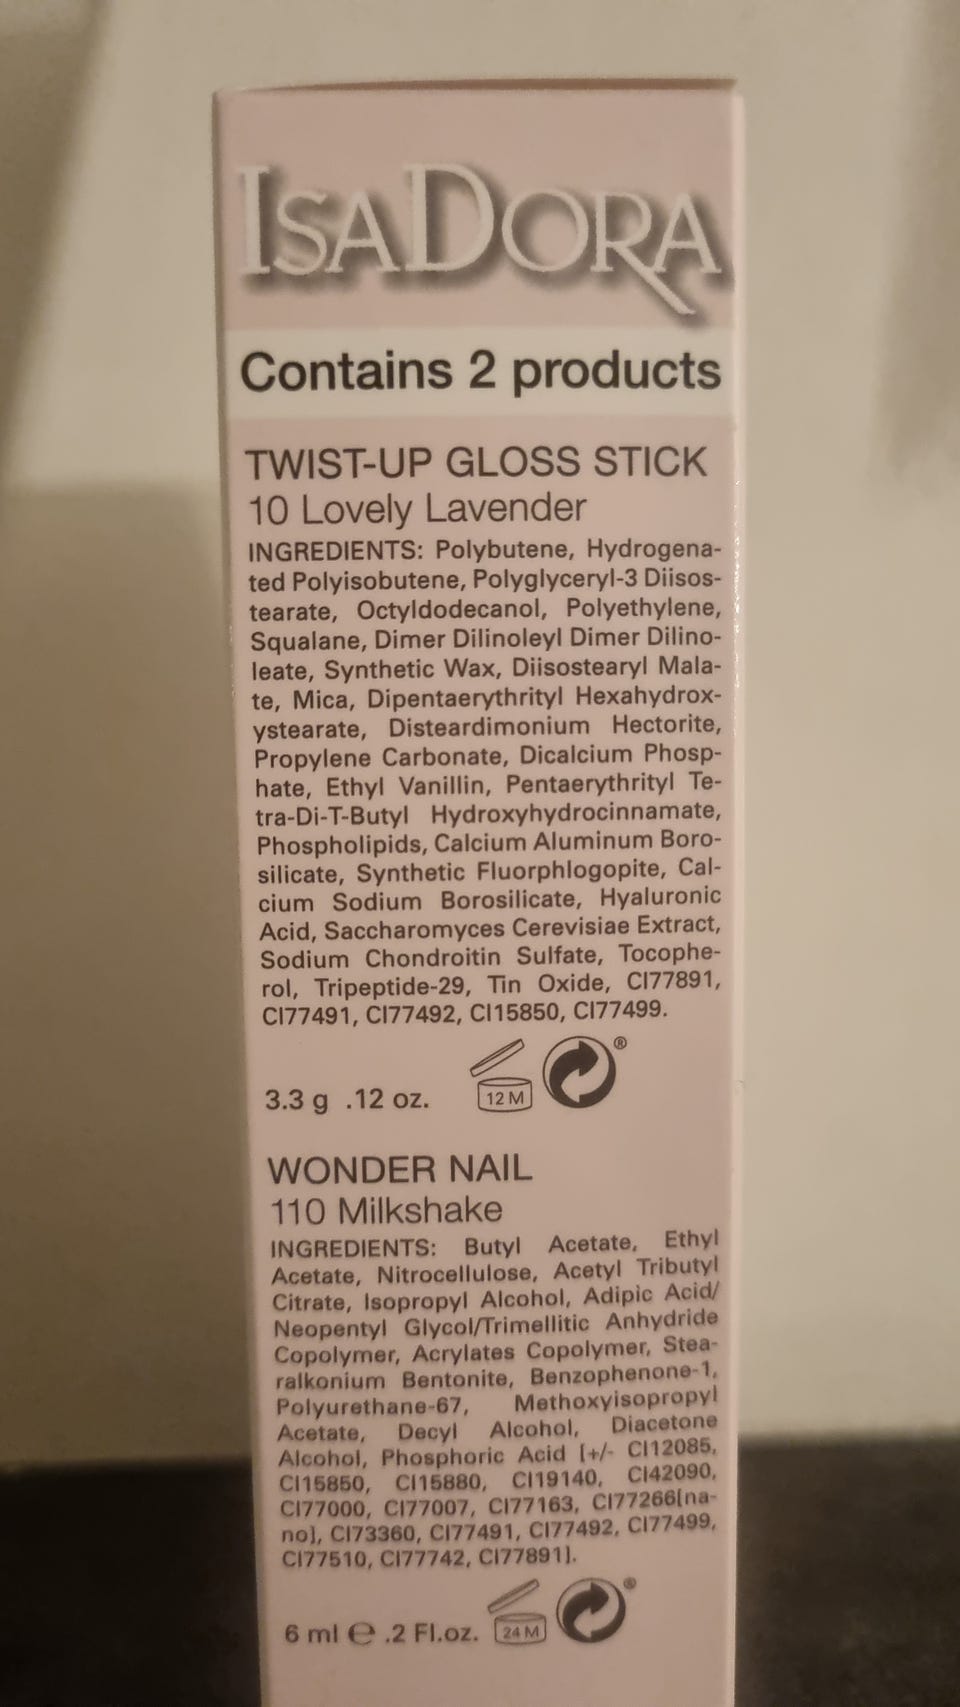 ISADORA
Contains 2 products
TWIST-UP GLOSS STICK
10 Lovely Lavender
INGREDIENTS: Polybutene, Hydrogena-
ted Polyisobutene, Polyglyceryl-3 Diisos-
tearate, Octyldodecanol, Polyethylene,
Squalane, Dimer Dilinoleyl Dimer Dilino-
leate, Synthetic Wax, Diisostearyl Mala-
te, Mica, Dipentaerythrityl Hexahydrox-
ystearate, Disteardimonium Hectorite,
Propylene Carbonate, Dicalcium Phosp-
hate, Ethyl Vanillin, Pentaerythrityl Te-
tra-Di-T-Butyl Hydroxyhydrocinnamate,
Phospholipids, Calcium Aluminum Boro-
silicate, Synthetic Fluorphlogopite, Cal-
cium Sodium Borosilicate, Hyaluronic
Acid, Saccharomyces Cerevisiae Extract,
Sodium Chondroitin Sulfate, Tocophe-
rol, Tripeptide-29, Tin Oxide, CI77891,
CI77491, CI77492, CI15850, CI77499.
3.3 g .12 oz. 12 M ®
WONDER NAIL
110 Milkshake
INGREDIENTS: Butyl Acetate, Ethyl
Acetate, Nitrocellulose, Acetyl Tributyl
Citrate, Isopropyl Alcohol, Adipic Acid/
Neopentyl Glycol/Trimellitic Anhydride
Copolymer, Acrylates Copolymer, Stea-
ralkonium Bentonite, Benzophenone-1,
Polyurethane-67, Methoxyisopropyl
Acetate, Decyl Alcohol, Diacetone
Alcohol, Phosphoric Acid [+/- CI12085,
CI15850, CI15880, CI19140, CI42090,
CI77000, CI77007, CI77163, CI77266[na-
no], CI73360, CI77491, CI77492, CI77499,
CI77510, CI77742, CI77891].
6 ml ℮ .2 Fl.oz. 24 M ®